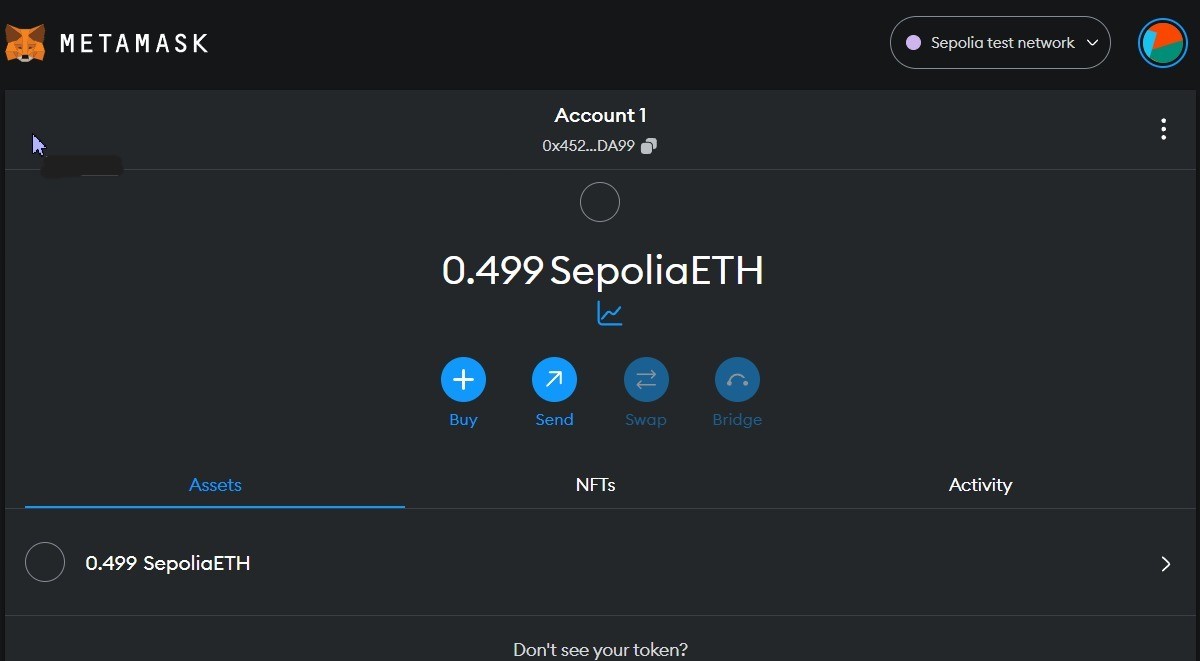 METAMASK
Sepolia test network
Account 1
0x452...DA99
0.499 SepoliaETH
Buy Send Swap Bridge
Assets NFTs Activity
0.499 SepoliaETH
Don't see your token?